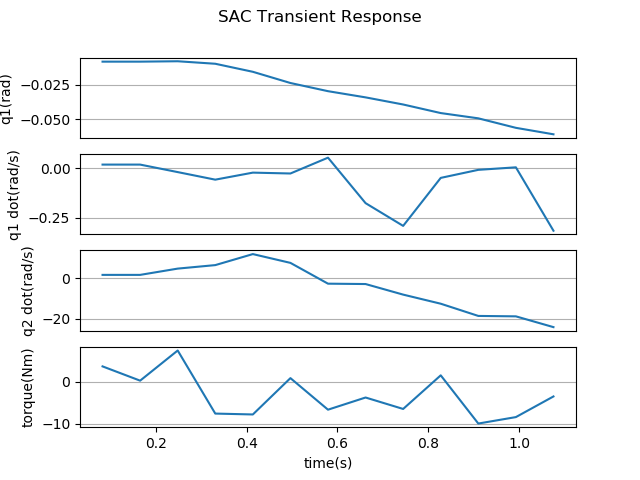 SAC Transient Response
q1(rad)
−0.025
−0.050
q1 dot(rad/s)
0.00
−0.25
q2 dot(rad/s)
0
−20
torque(Nm)
0
−10
0.2 0.4 0.6 0.8 1.0
time(s)